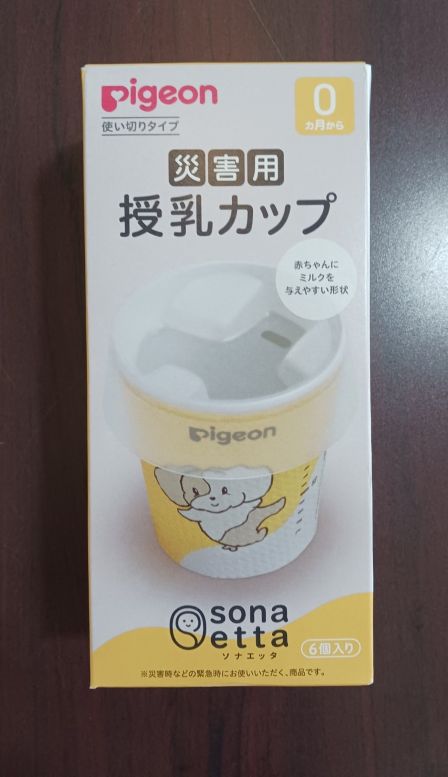 Pigeon
0
カ月から
使い切りタイプ
災害用
授乳カップ
赤ちゃんに
ミルクを
与えやすい形状
Pigeon
sona
etta
ソナエッタ
6個入り
※災害時などの緊急時にお使いいただく、商品です。